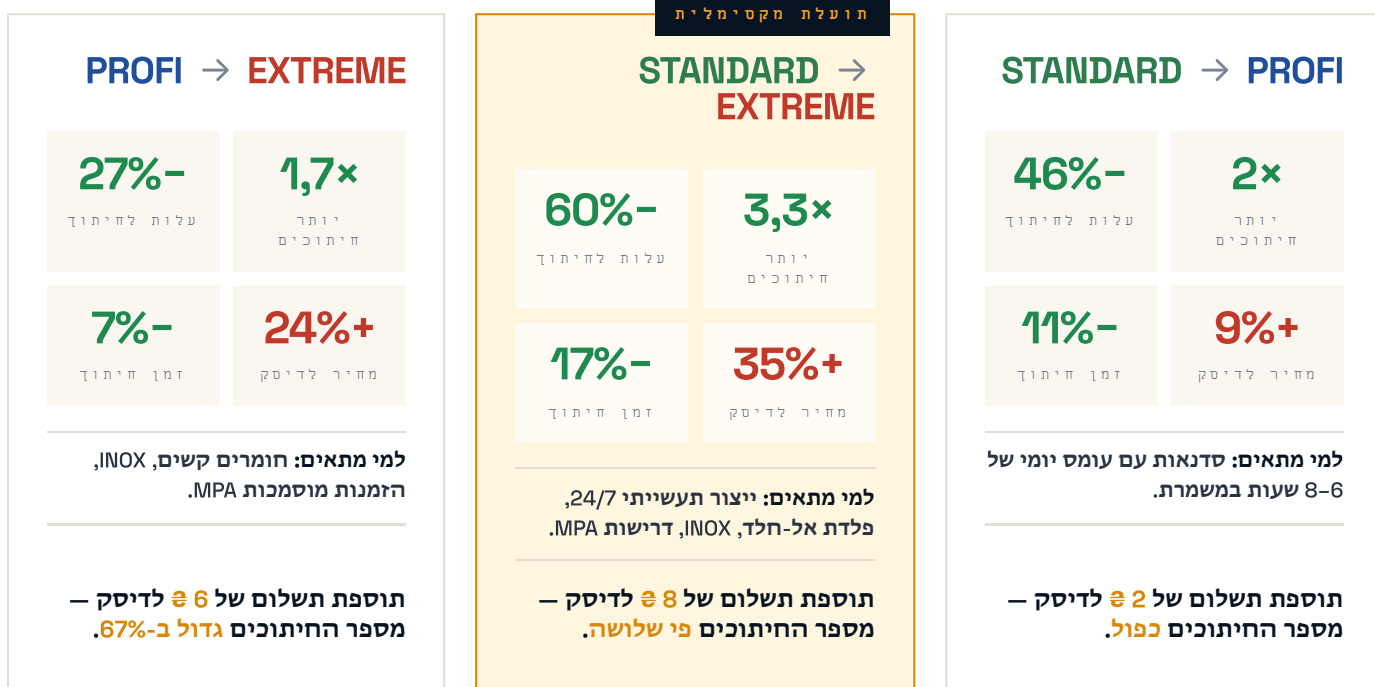 תועלת מקסימלית
STANDARD → PROFI
2×
יותר
חיתוכים
46%−
עלות לחיתוך
9%+
מחיר לדיסק
11%−
זמן חיתוך
למי מתאים: סדנאות עם עומס יומי של
6–8 שעות במשמרת.
תוספת תשלום של 2 ₴ לדיסק —
מספר החיתוכים כפול.
STANDARD →
EXTREME
3,3×
יותר
חיתוכים
60%−
עלות לחיתוך
35%+
מחיר לדיסק
17%−
זמן חיתוך
למי מתאים: ייצור תעשייתי 24/7,
פלדת אל-חלד, INOX, דרישות MPA.
תוספת תשלום של 8 ₴ לדיסק —
מספר החיתוכים פי שלושה.
PROFI → EXTREME
1,7×
יותר
חיתוכים
27%−
עלות לחיתוך
24%+
מחיר לדיסק
7%−
זמן חיתוך
למי מתאים: חומרים קשים, INOX,
הזמנות מוסמכות MPA.
תוספת תשלום של 6 ₴ לדיסק —
מספר החיתוכים גדול ב-67%.